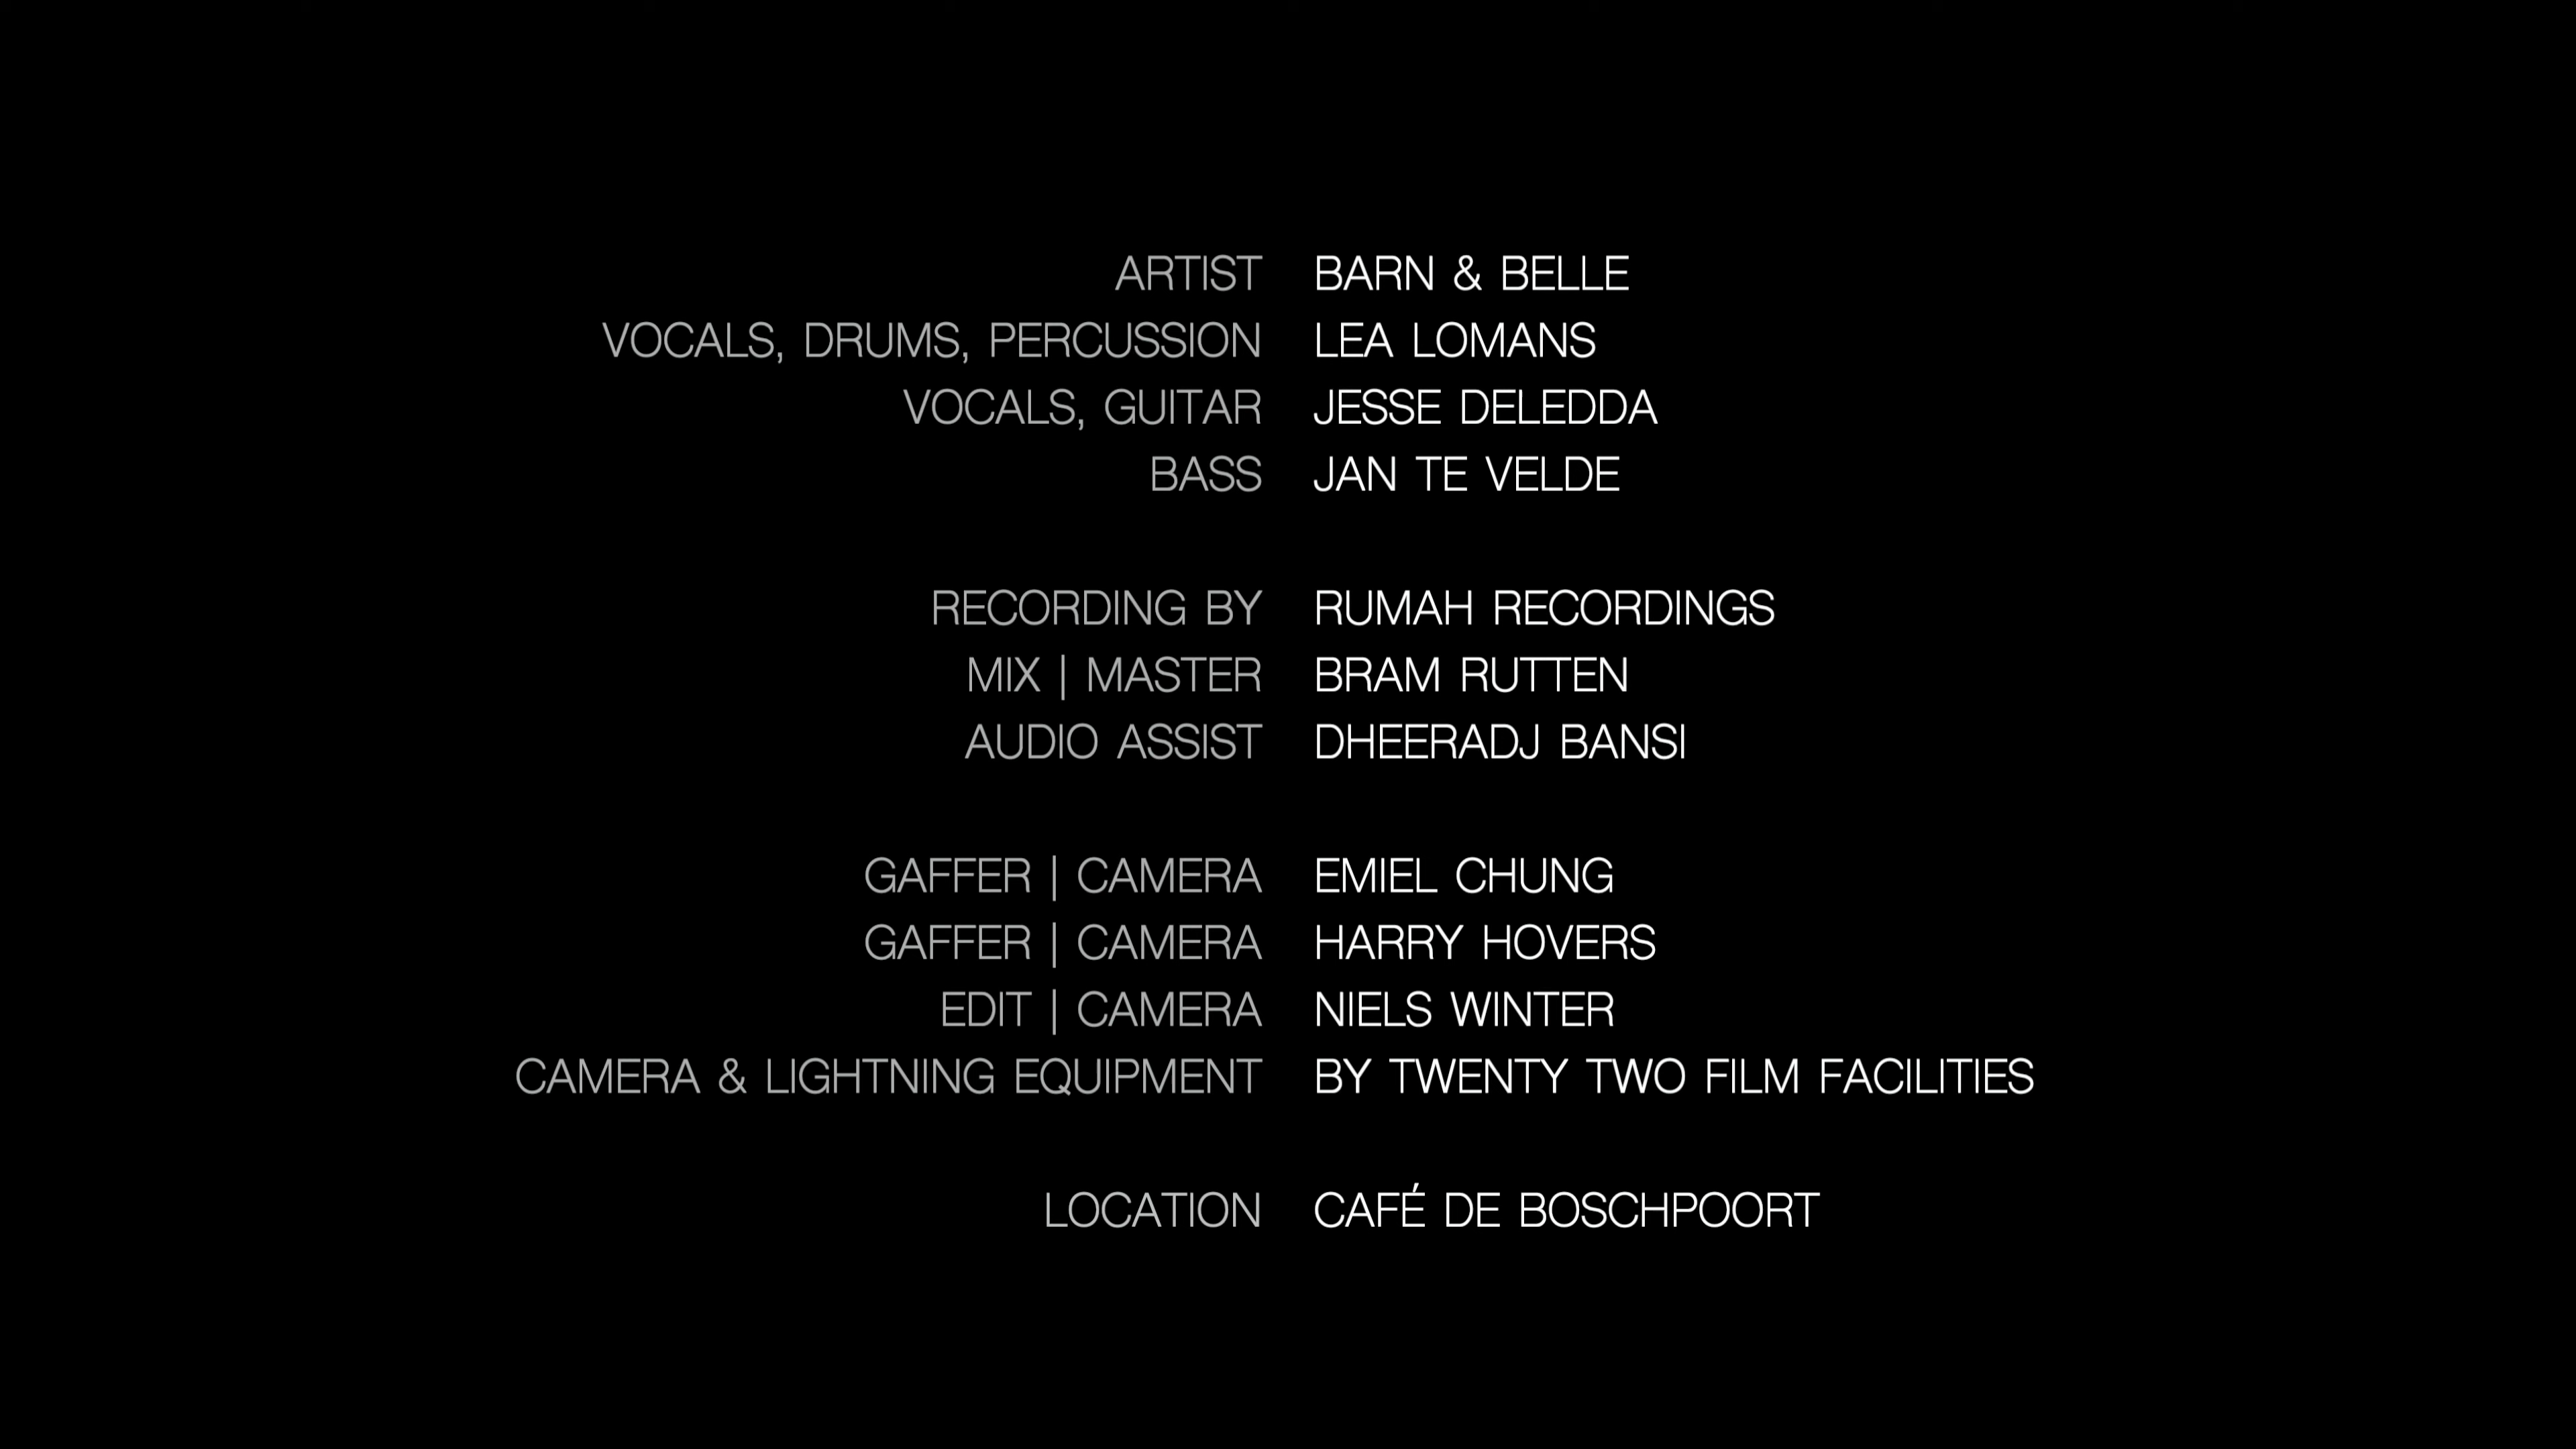 ARTIST BARN & BELLE
VOCALS, DRUMS, PERCUSSION LEA LOMANS
VOCALS, GUITAR JESSE DELEDDA
BASS JAN TE VELDE
RECORDING BY RUMAH RECORDINGS
MIX | MASTER BRAM RUTTEN
AUDIO ASSIST DHEERADJ BANSI
GAFFER | CAMERA EMIEL CHUNG
GAFFER | CAMERA HARRY HOVERS
EDIT | CAMERA NIELS WINTER
CAMERA & LIGHTNING EQUIPMENT BY TWENTY TWO FILM FACILITIES
LOCATION CAFÉ DE BOSCHPOORT